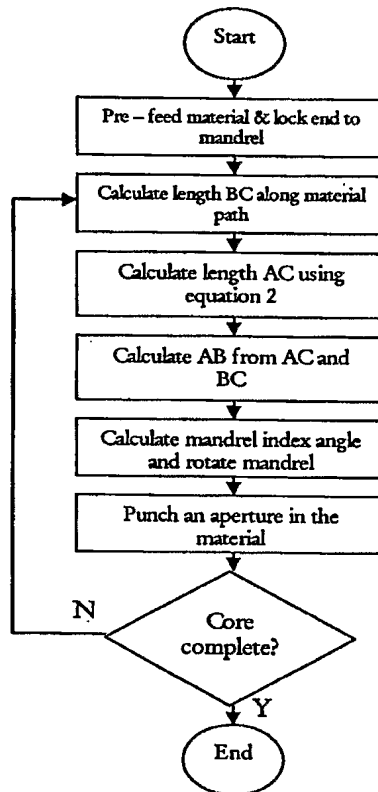 Start
Pre – feed material & lock end to
mandrel
Calculate length BC along material
path
Calculate length AC using
equation 2
Calculate AB from AC and
BC
Calculate mandrel index angle
and rotate mandrel
Punch an aperture in the
material
N
Core
complete?
Y
End